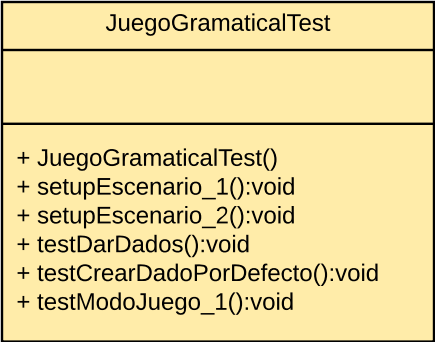 JuegoGramaticalTest
+ JuegoGramaticalTest()
+ setupEscenario_1():void
+ setupEscenario_2():void
+ testDarDados():void
+ testCrearDadoPorDefecto():void
+ testModoJuego_1():void